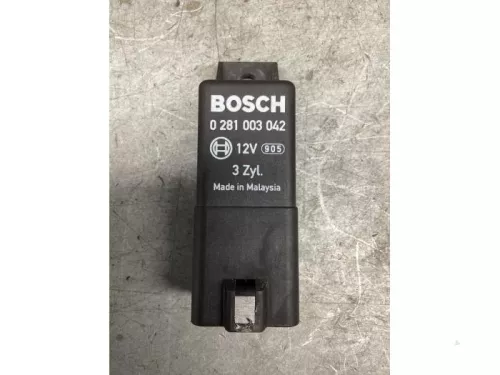 BOSCH
0 281 003 042
12V 905
3 Zyl.
Made in Malaysia